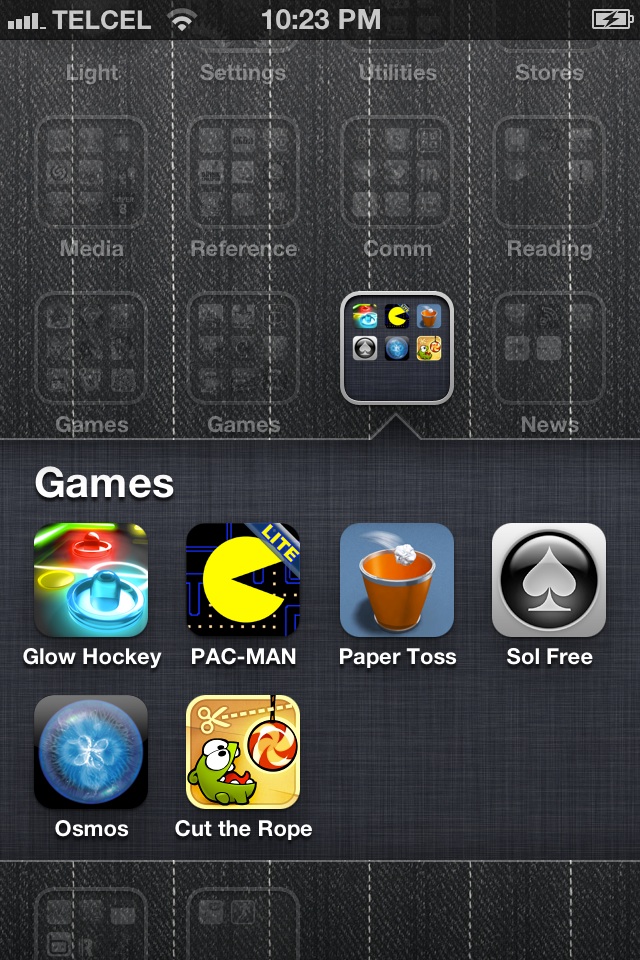 TELCEL 10:23 PM
Light Settings Utilities Stores
Media Reference Comm Reading
Games Games News
Games
LITE
Glow Hockey PAC-MAN Paper Toss Sol Free
Osmos Cut the Rope